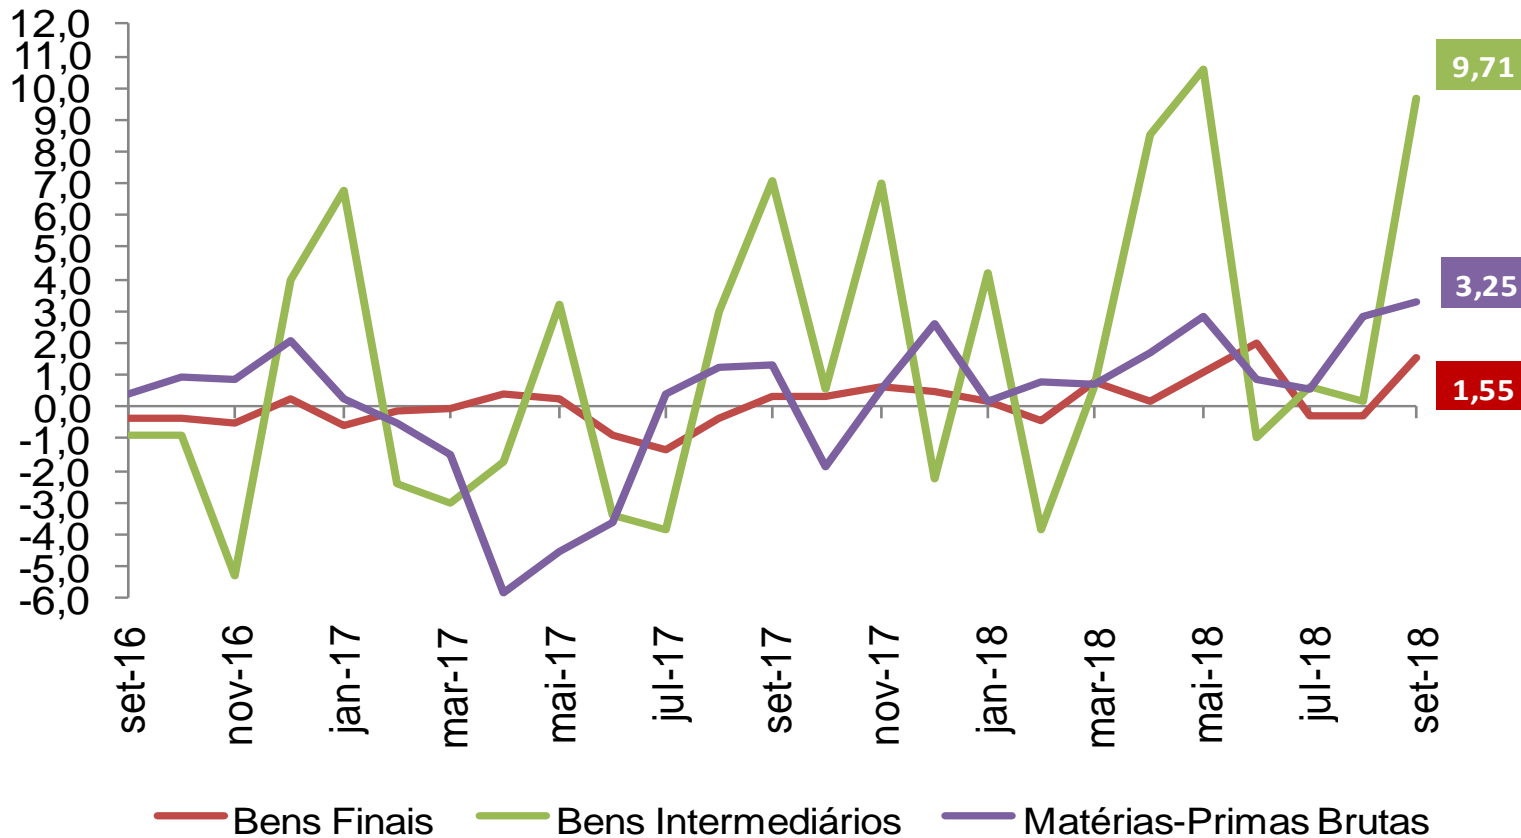 12,0
11,0
10,0
9,0
8,0
7,0
6,0
5,0
4,0
3,0
2,0
1,0
0,0
-1,0
-2,0
-3,0
-4,0
-5,0
-6,0
9,71
3,25
1,55
set-16
nov-16
jan-17
mar-17
mai-17
jul-17
set-17
nov-17
jan-18
mar-18
mai-18
jul-18
set-18
Bens Finais
Bens Intermediários
Matérias-Primas Brutas